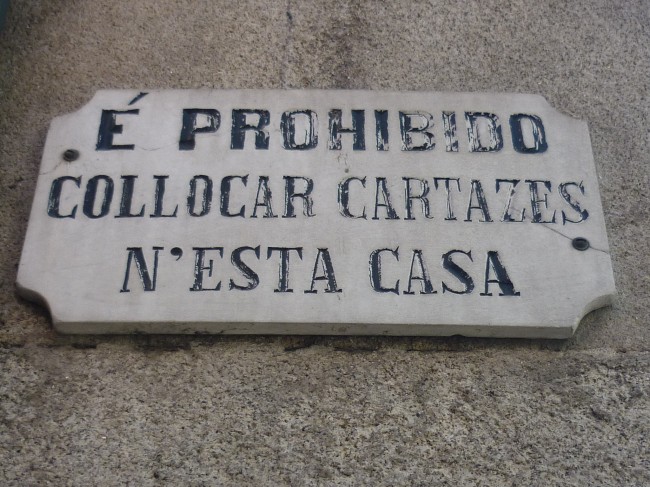 É PROHIBIDO
COLLOCAR CARTAZES
N'ESTA CASA